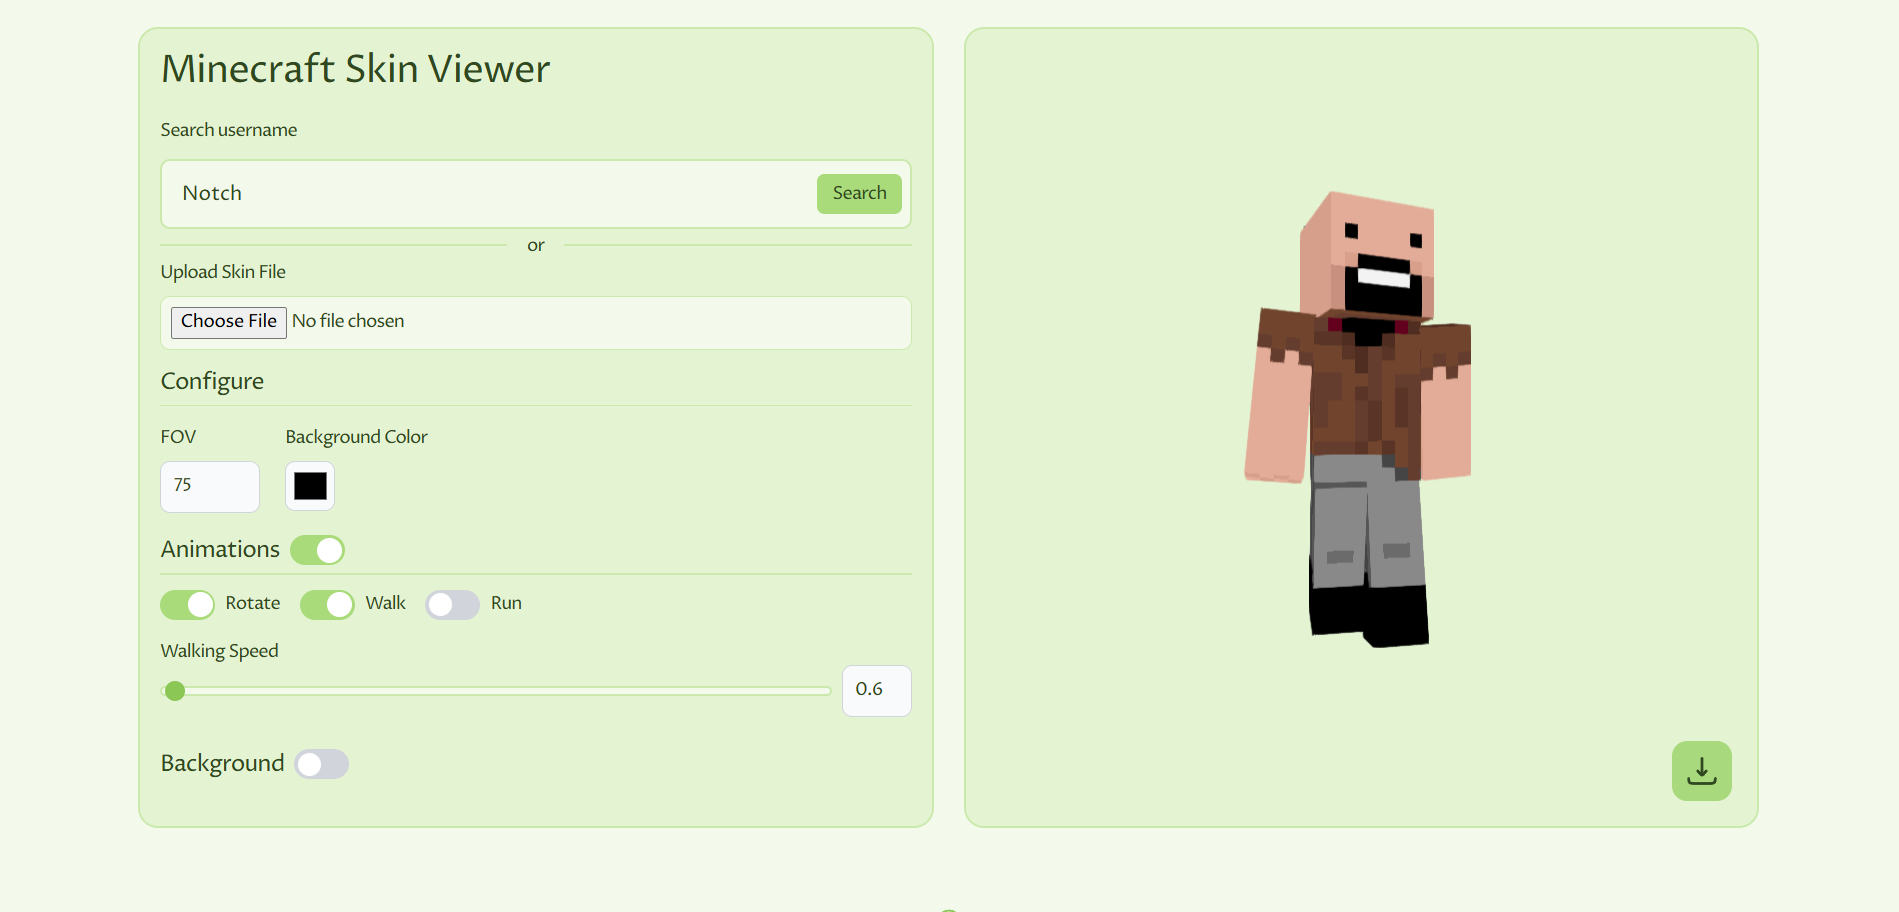 Minecraft Skin Viewer
Search username
Notch
Search
or
Upload Skin File
Choose File No file chosen
Configure
FOV
Background Color
75
Animations
Rotate
Walk
Run
Walking Speed
0.6
Background